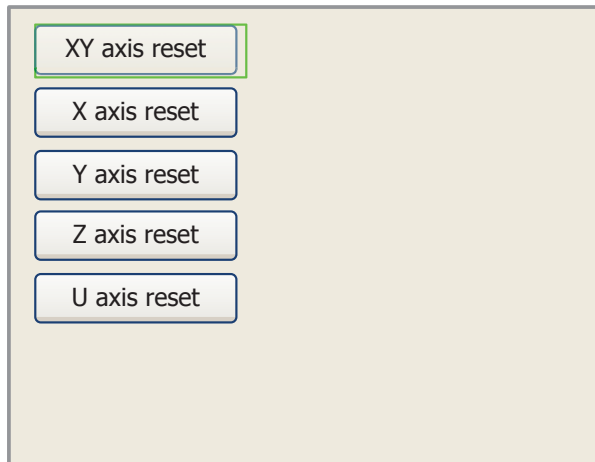 XY axis reset
X axis reset
Y axis reset
Z axis reset
U axis reset